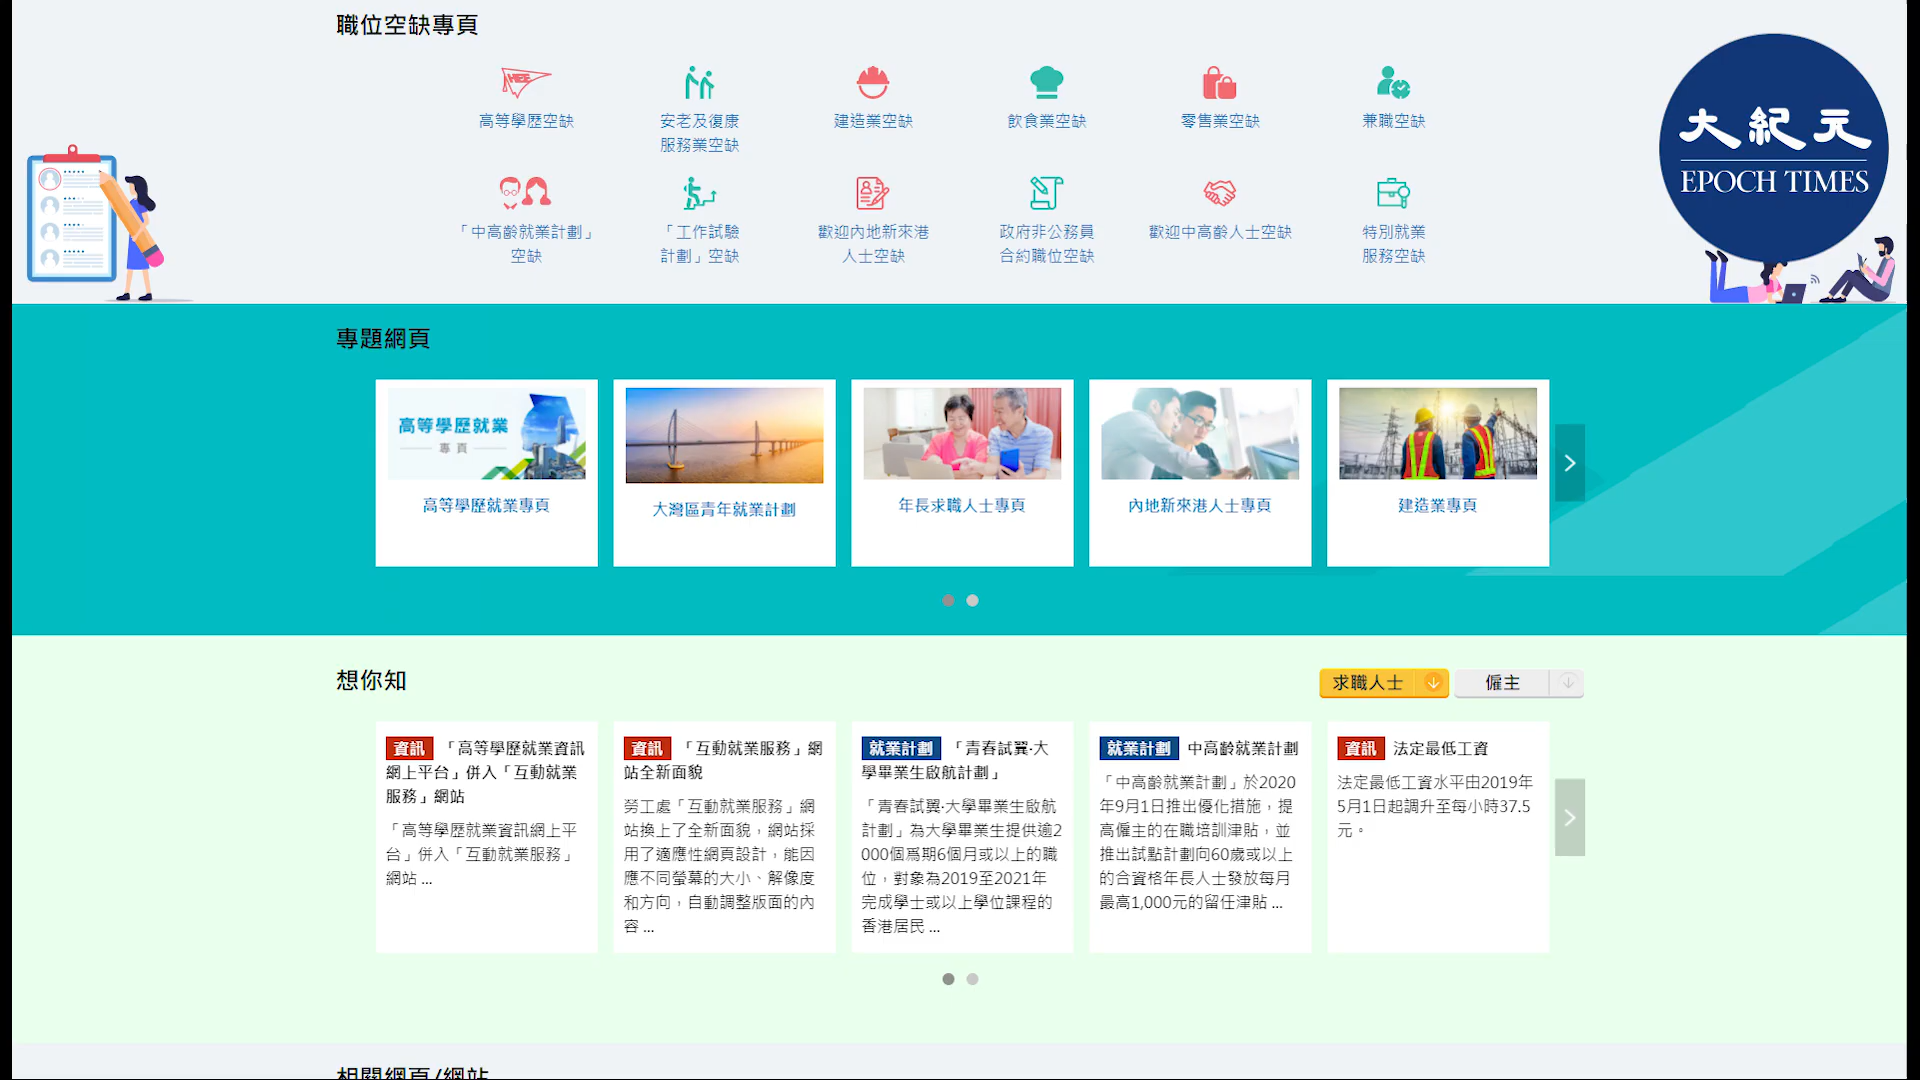 職位空缺專頁
高等學歷空缺
安老及復康
服務業空缺
建造業空缺
飲食業空缺
零售業空缺
兼職空缺
「中高齡就業計劃」
空缺
「工作試驗
計劃」空缺
歡迎內地新來港
人士空缺
政府非公務員
合約職位空缺
歡迎中高齡人士空缺
特別就業
服務空缺
大紀元
EPOCH TIMES
專題網頁
高等學歷就業
專頁
高等學歷就業專頁
大灣區青年就業計劃
年長求職人士專頁
內地新來港人士專頁
建造業專頁
想你知
求職人士
僱主
資訊 「高等學歷就業資訊
網上平台」併入「互動就業
服務」網站
「高等學歷就業資訊網上平
台」併入「互動就業服務」
網站 ...
資訊 「互動就業服務」網
站全新面貌
勞工處「互動就業服務」網
站換上了全新面貌，網站採
用了適應性網頁設計，能因
應不同螢幕的大小、解像度
和方向，自動調整版面的內
容 ...
就業計劃 「青春試翼·大
學畢業生啟航計劃」
「青春試翼·大學畢業生啟航
計劃」為大學畢業生提供逾2
000個爲期6個月或以上的職
位，對象為2019至2021年
完成學士或以上學位課程的
香港居民 ...
就業計劃 中高齡就業計劃
「中高齡就業計劃」於2020
年9月1日推出優化措施，提
高僱主的在職培訓津貼，並
推出試點計劃向60歲或以上
的合資格年長人士發放每月
最高1,000元的留任津貼 ...
資訊 法定最低工資
法定最低工資水平由2019年
5月1日起調升至每小時37.5
元。
相關網頁/網站